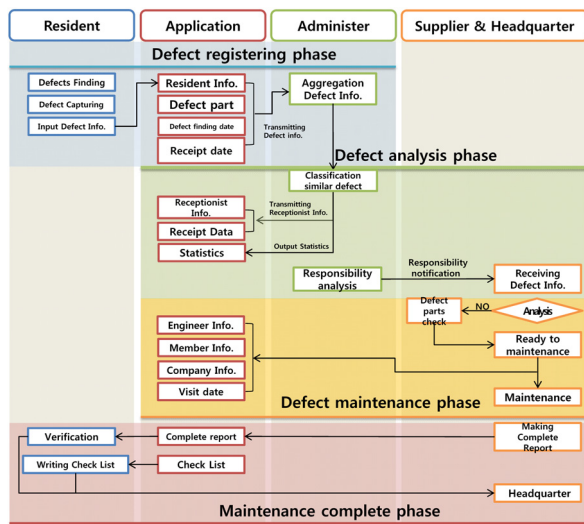 Resident
Application
Administer
Supplier & Headquarter
Defect registering phase
Defects Finding
Defect Capturing
Input Defect Info.
Resident Info.
Defect part
Defect finding date
Receipt date
Transmitting
Defect info.
Aggregation
Defect Info.
Defect analysis phase
Classification
similar defect
Receptionist
Info.
Receipt Data
Statistics
Transmitting
Receptionist Info.
Output Statistics
Responsibility
analysis
Responsibility
notification
Receiving
Defect Info.
Defect
parts
check
NO
Analysis
Ready to
maintenance
Engineer Info.
Member Info.
Company Info.
Visit date
Maintenance
Defect maintenance phase
Verification
Complete report
Making
Complete
Report
Writing Check List
Check List
Headquarter
Maintenance complete phase